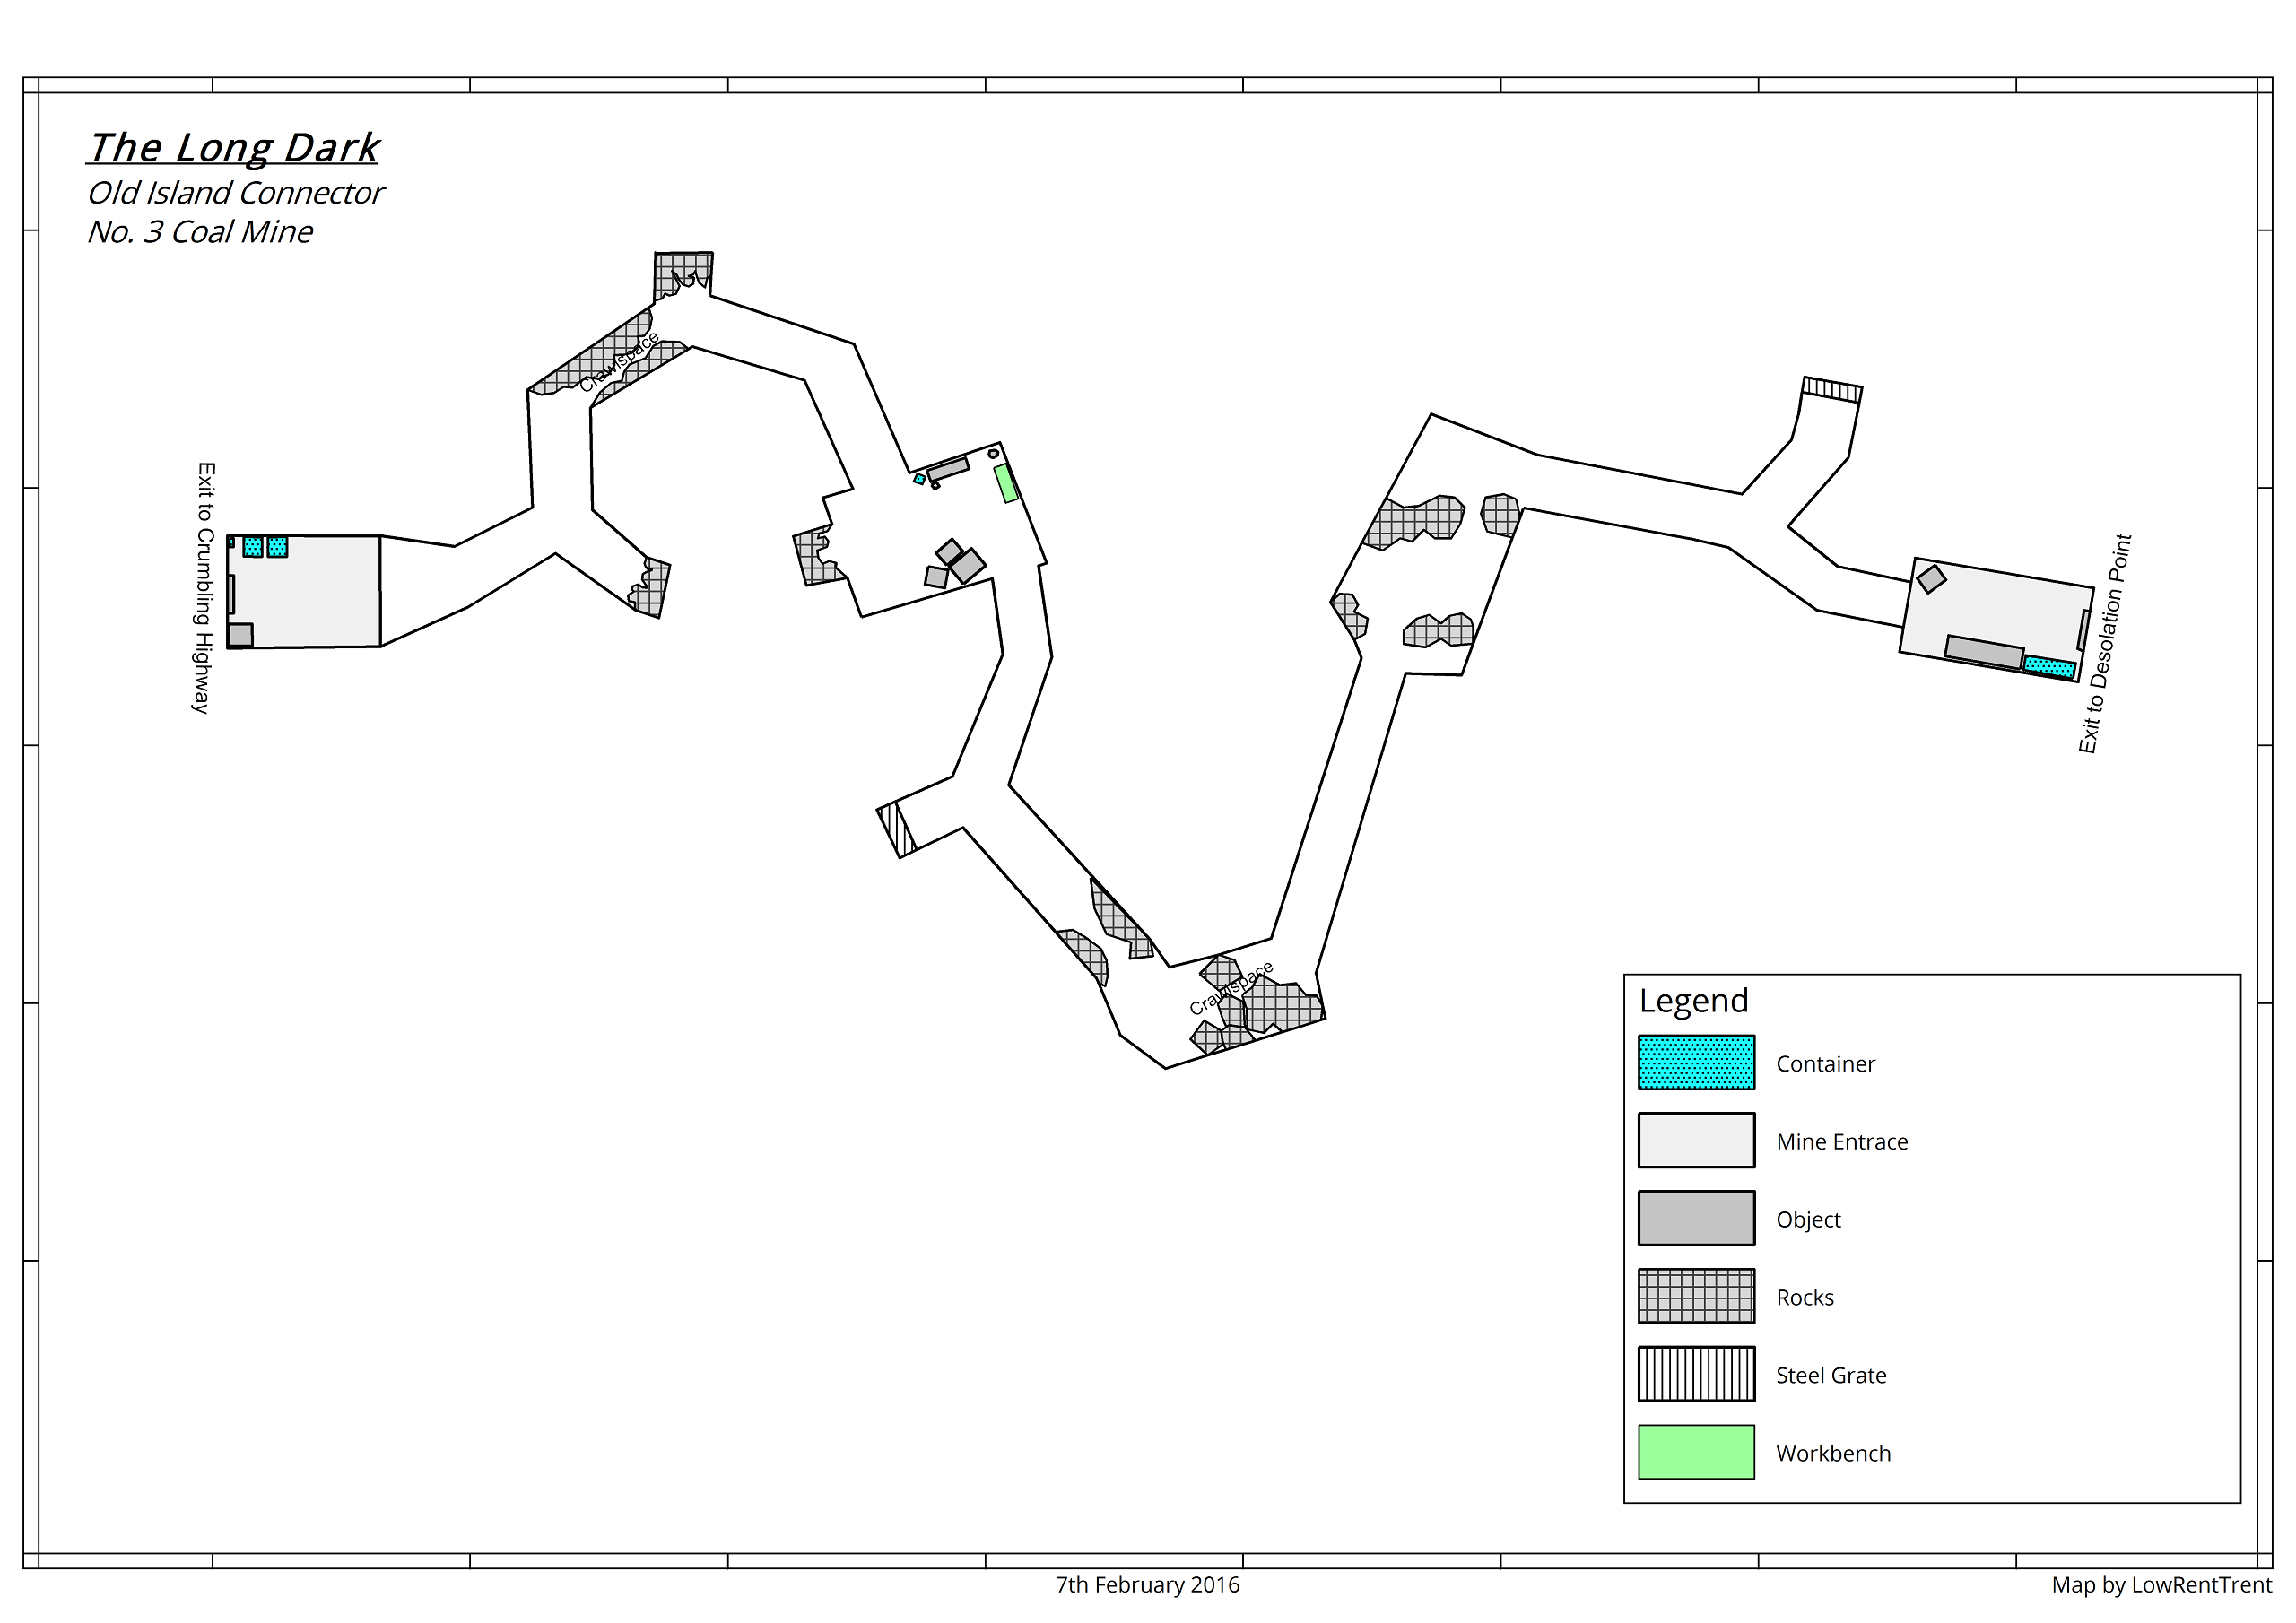 The Long Dark
Old Island Connector
No. 3 Coal Mine
Crawlspace
Exit to Crumbling Highway
Exit to Desolation Point
Crawlspace
Legend
Container
Mine Entrace
Object
Rocks
Steel Grate
Workbench
7th February 2016
Map by LowRentTrent